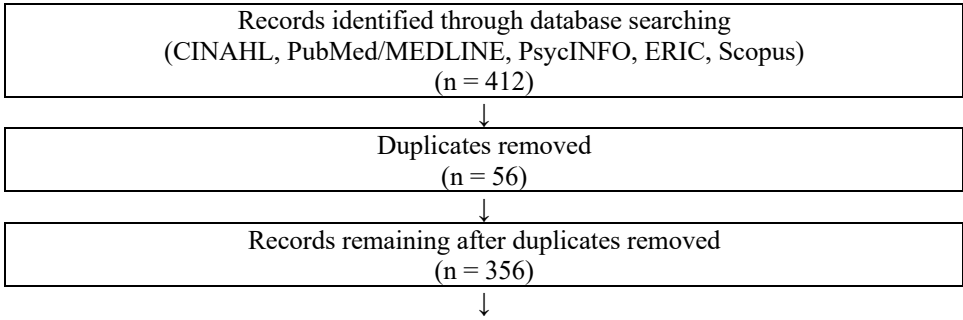 Records identified through database searching
(CINAHL, PubMed/MEDLINE, PsycINFO, ERIC, Scopus)
(n = 412)
↓
Duplicates removed
(n = 56)
↓
Records remaining after duplicates removed
(n = 356)
↓